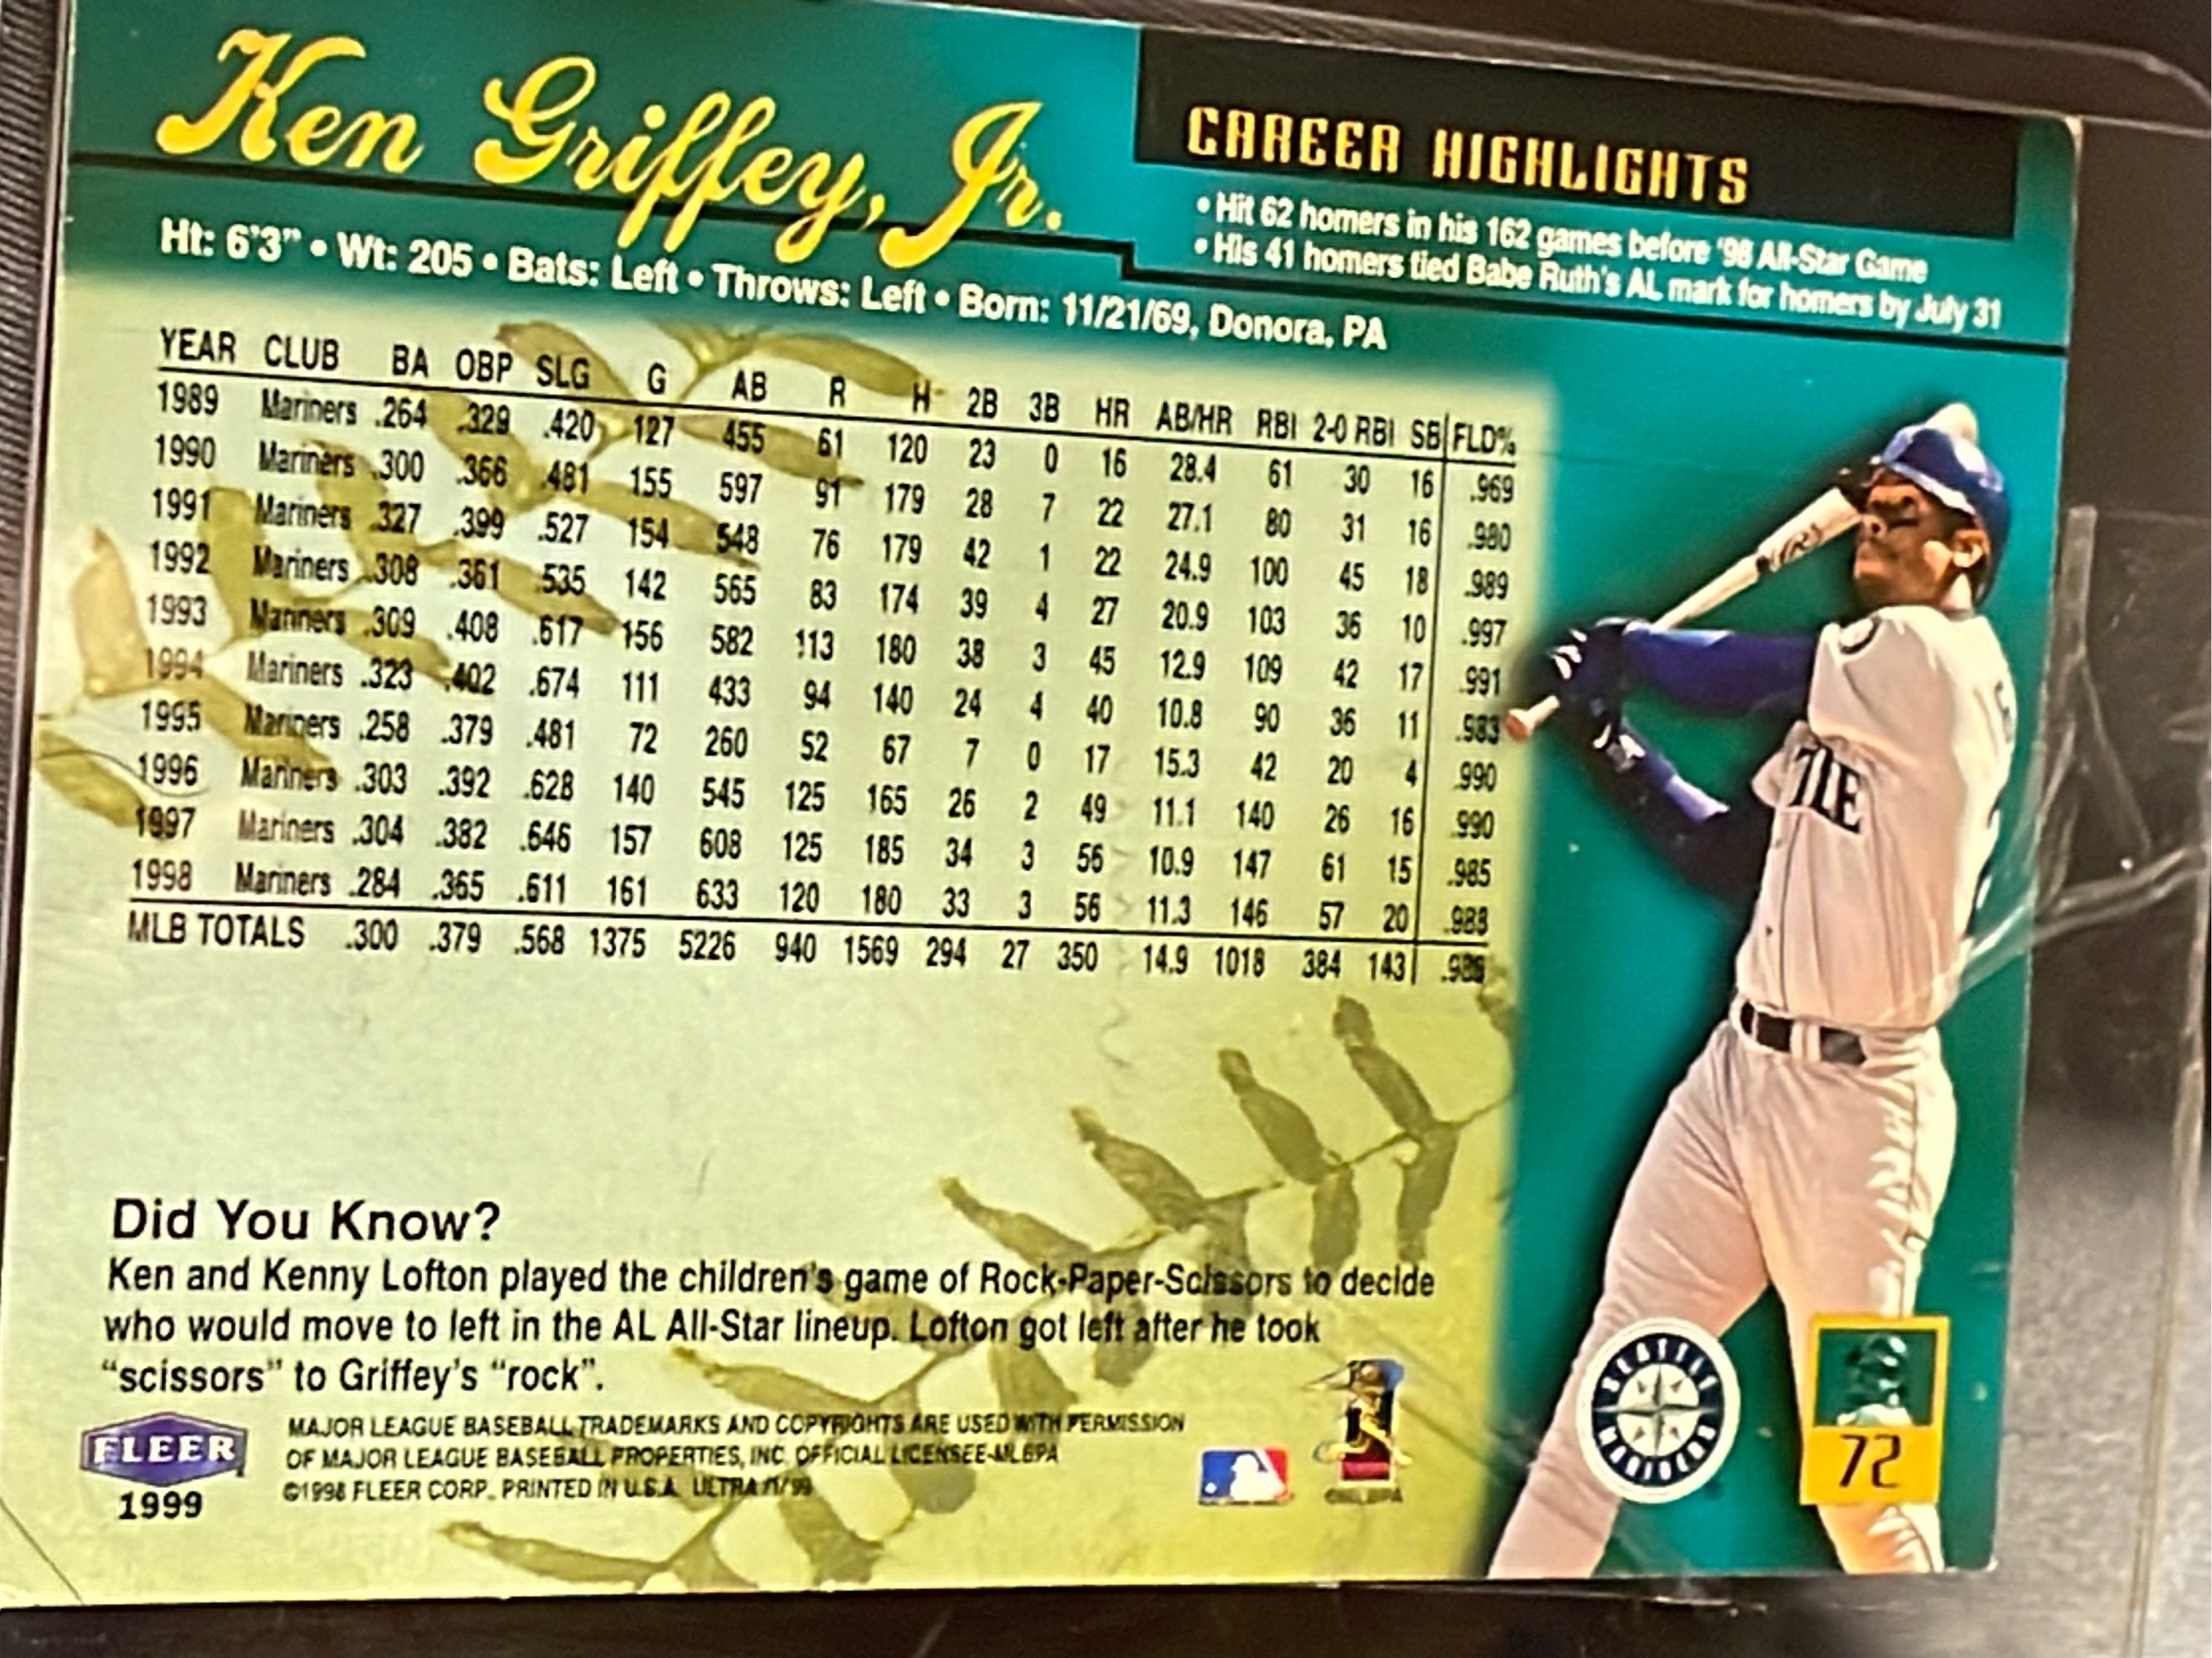 Ken Griffey, Jr.
Ht: 6'3" • Wt: 205 • Bats: Left • Throws: Left • Born: 11/21/69, Donora, PA
CAREER HIGHLIGHTS
• Hit 62 homers in his 162 games before '98 All-Star Game
• His 41 homers tied Babe Ruth's AL mark for homers by July 31
YEAR CLUB BA OBP SLG G AB R H 2B 3B HR AB/HR RBI 2-0 RBI SB FLD%
1989 Mariners .264 .329 .420 127 455 61 120 23 0 16 28.4 61 30 16 .969
1990 Mariners .300 .366 .481 155 597 91 179 28 7 22 27.1 80 31 16 .980
1991 Mariners .327 .399 .527 154 548 76 179 42 1 22 24.9 100 45 18 .989
1992 Mariners .308 .361 .535 142 565 83 174 39 4 27 20.9 103 36 10 .997
1993 Mariners .309 .408 .617 156 582 113 180 38 3 45 12.9 109 42 17 .991
1994 Mariners .323 .402 .674 111 433 94 140 24 4 40 10.8 90 36 11 .983
1995 Mariners .258 .379 .481 72 260 52 67 7 0 17 15.3 42 20 4 .990
1996 Mariners .303 .392 .628 140 545 125 165 26 2 49 11.1 140 26 16 .990
1997 Mariners .304 .382 .646 157 608 125 185 34 3 56 10.9 147 61 15 .985
1998 Mariners .284 .365 .611 161 633 120 180 33 3 56 11.3 146 57 20 .988
MLB TOTALS .300 .379 .568 1375 5226 940 1569 294 27 350 14.9 1018 384 143 .986
TLE
Did You Know?
Ken and Kenny Lofton played the children's game of Rock-Paper-Scissors to decide
who would move to left in the AL All-Star lineup. Lofton got left after he took
"scissors" to Griffey's "rock".
FLEER
1999
MAJOR LEAGUE BASEBALL TRADEMARKS AND COPYRIGHTS ARE USED WITH PERMISSION
OF MAJOR LEAGUE BASEBALL PROPERTIES, INC. OFFICIAL LICENSEE-MLBPA
©1998 FLEER CORP. PRINTED IN U.S.A. ULTRA /1/'99
©MLBPA
SEATTLE MARINERS
72